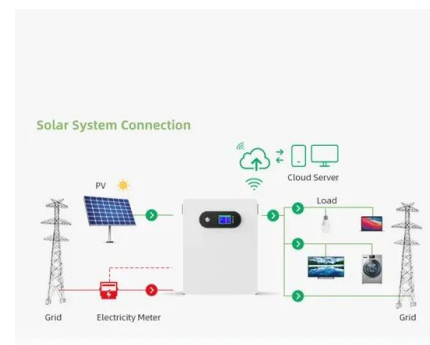 Solar System Connection
Cloud Server
PV
Load
Grid
Electricity Meter
Grid